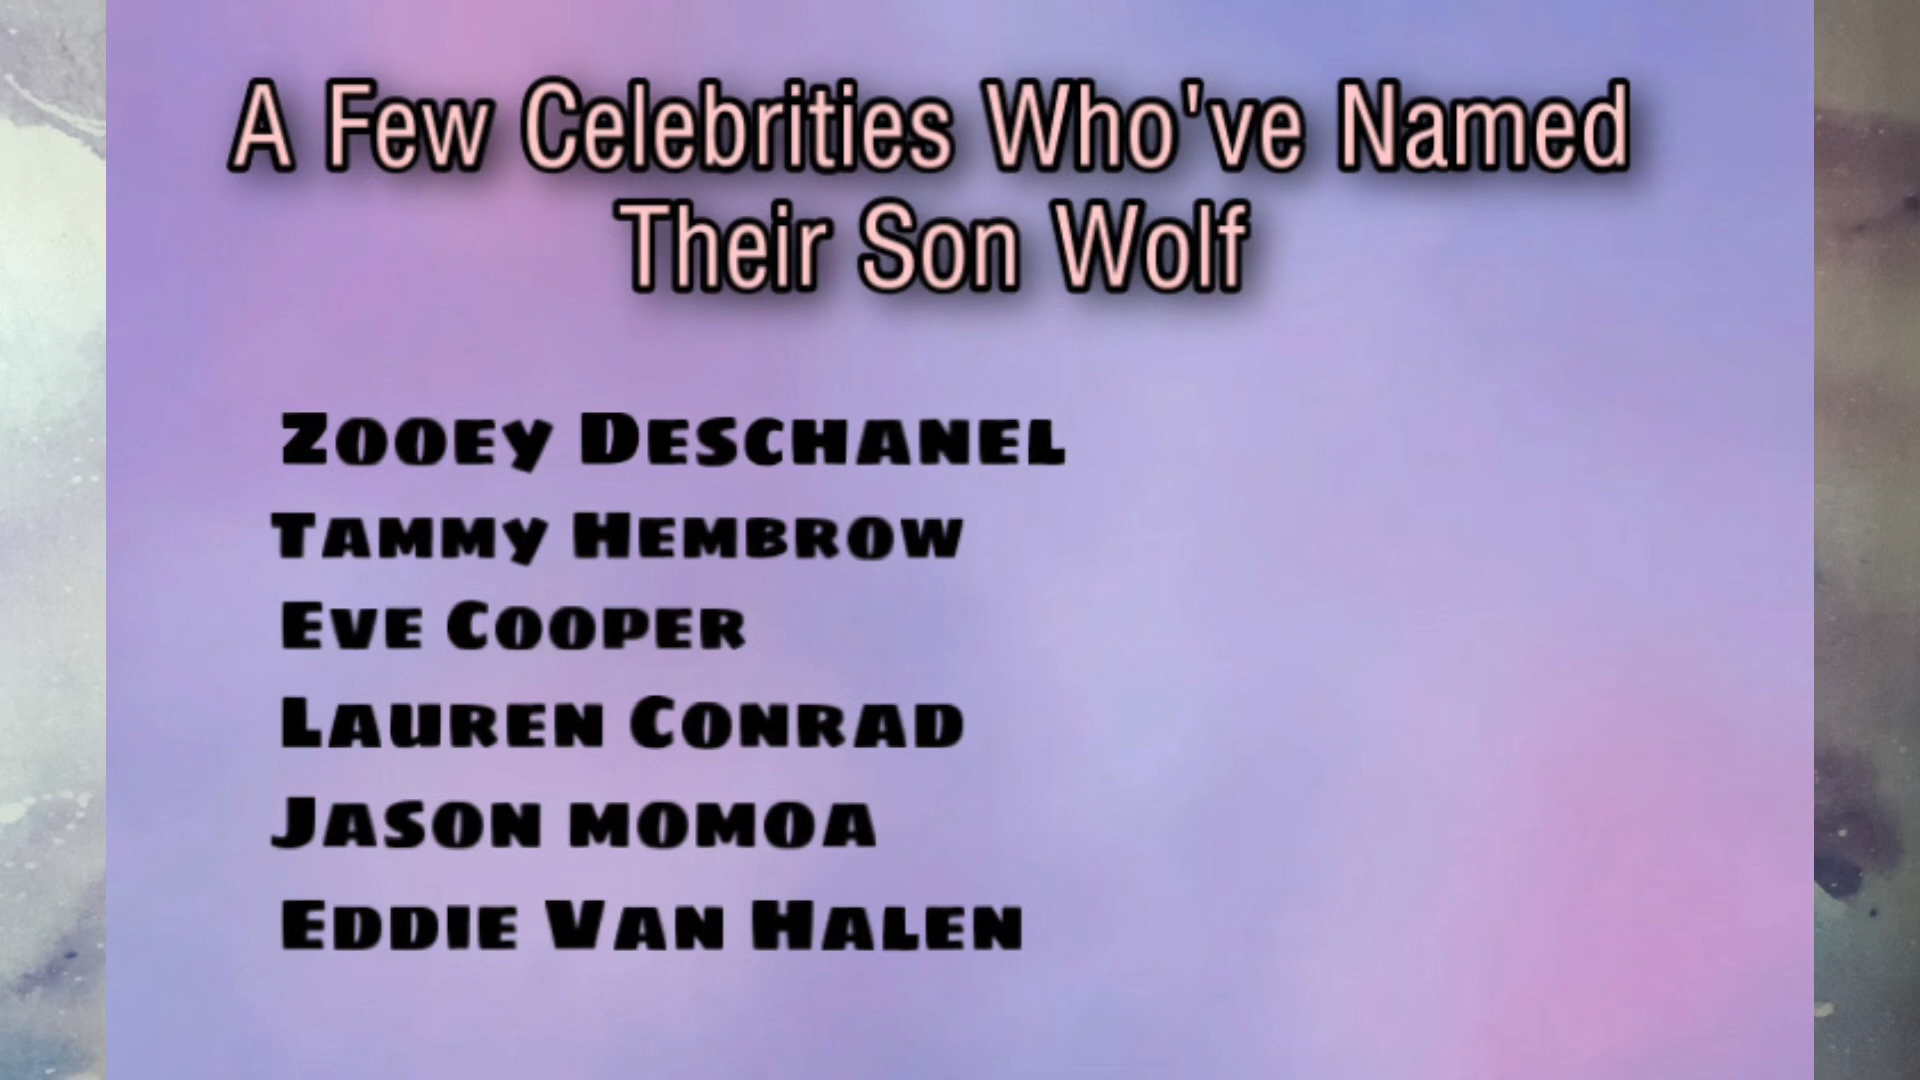 A Few Celebrities Who've Named
Their Son Wolf
Zooey Deschanel
Tammy Hembrow
Eve Cooper
Lauren Conrad
Jason momoa
Eddie Van Halen